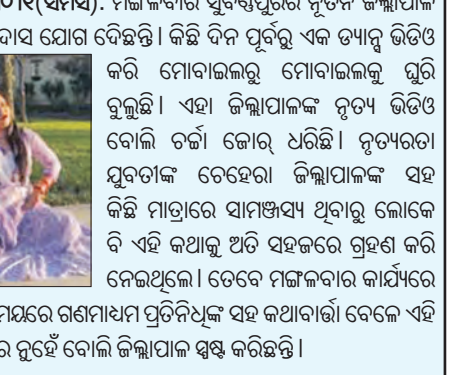 ୨୦୧୧(ସମିସ): ମଙ୍ଗଳବାର ସୁବର୍ଣ୍ଣପୁରର ନୂତନ ଜିଲ୍ଲାପାଳ
ଦାସ ଯୋଗ ଦେଇଛନ୍ତି। କିଛି ଦିନ ପୂର୍ବରୁ ଏକ ଡ୍ୟାନ୍ସ ଭିଡିଓ
କରି ମୋବାଇଲରୁ ମୋବାଇଲକୁ ଘୁରି
ବୁଲୁଛି। ଏହା ଜିଲ୍ଲାପାଳଙ୍କ ନୃତ୍ୟ ଭିଡିଓ
ବୋଲି ଚର୍ଚ୍ଚା ଜୋର୍ ଧରିଛି। ନୃତ୍ୟରତା
ଯୁବତୀଙ୍କ ଚେହେରା ଜିଲ୍ଲାପାଳଙ୍କ ସହ
କିଛି ମାତ୍ରାରେ ସାମଞ୍ଜସ୍ୟ ଥିବାରୁ ଲୋକେ
ବି ଏହି କଥାକୁ ଅତି ସହଜରେ ଗ୍ରହଣ କରି
ନେଇଥିଲେ। ତେବେ ମଙ୍ଗଳବାର କାର୍ଯ୍ୟରେ
ଗଣମାଧ୍ୟମ ପ୍ରତିନିଧିଙ୍କ ସହ କଥାବାର୍ତ୍ତା ବେଳେ ଏହି
ନୁହେଁ ବୋଲି ଜିଲ୍ଲାପାଳ ସ୍ପଷ୍ଟ କରିଛନ୍ତି।